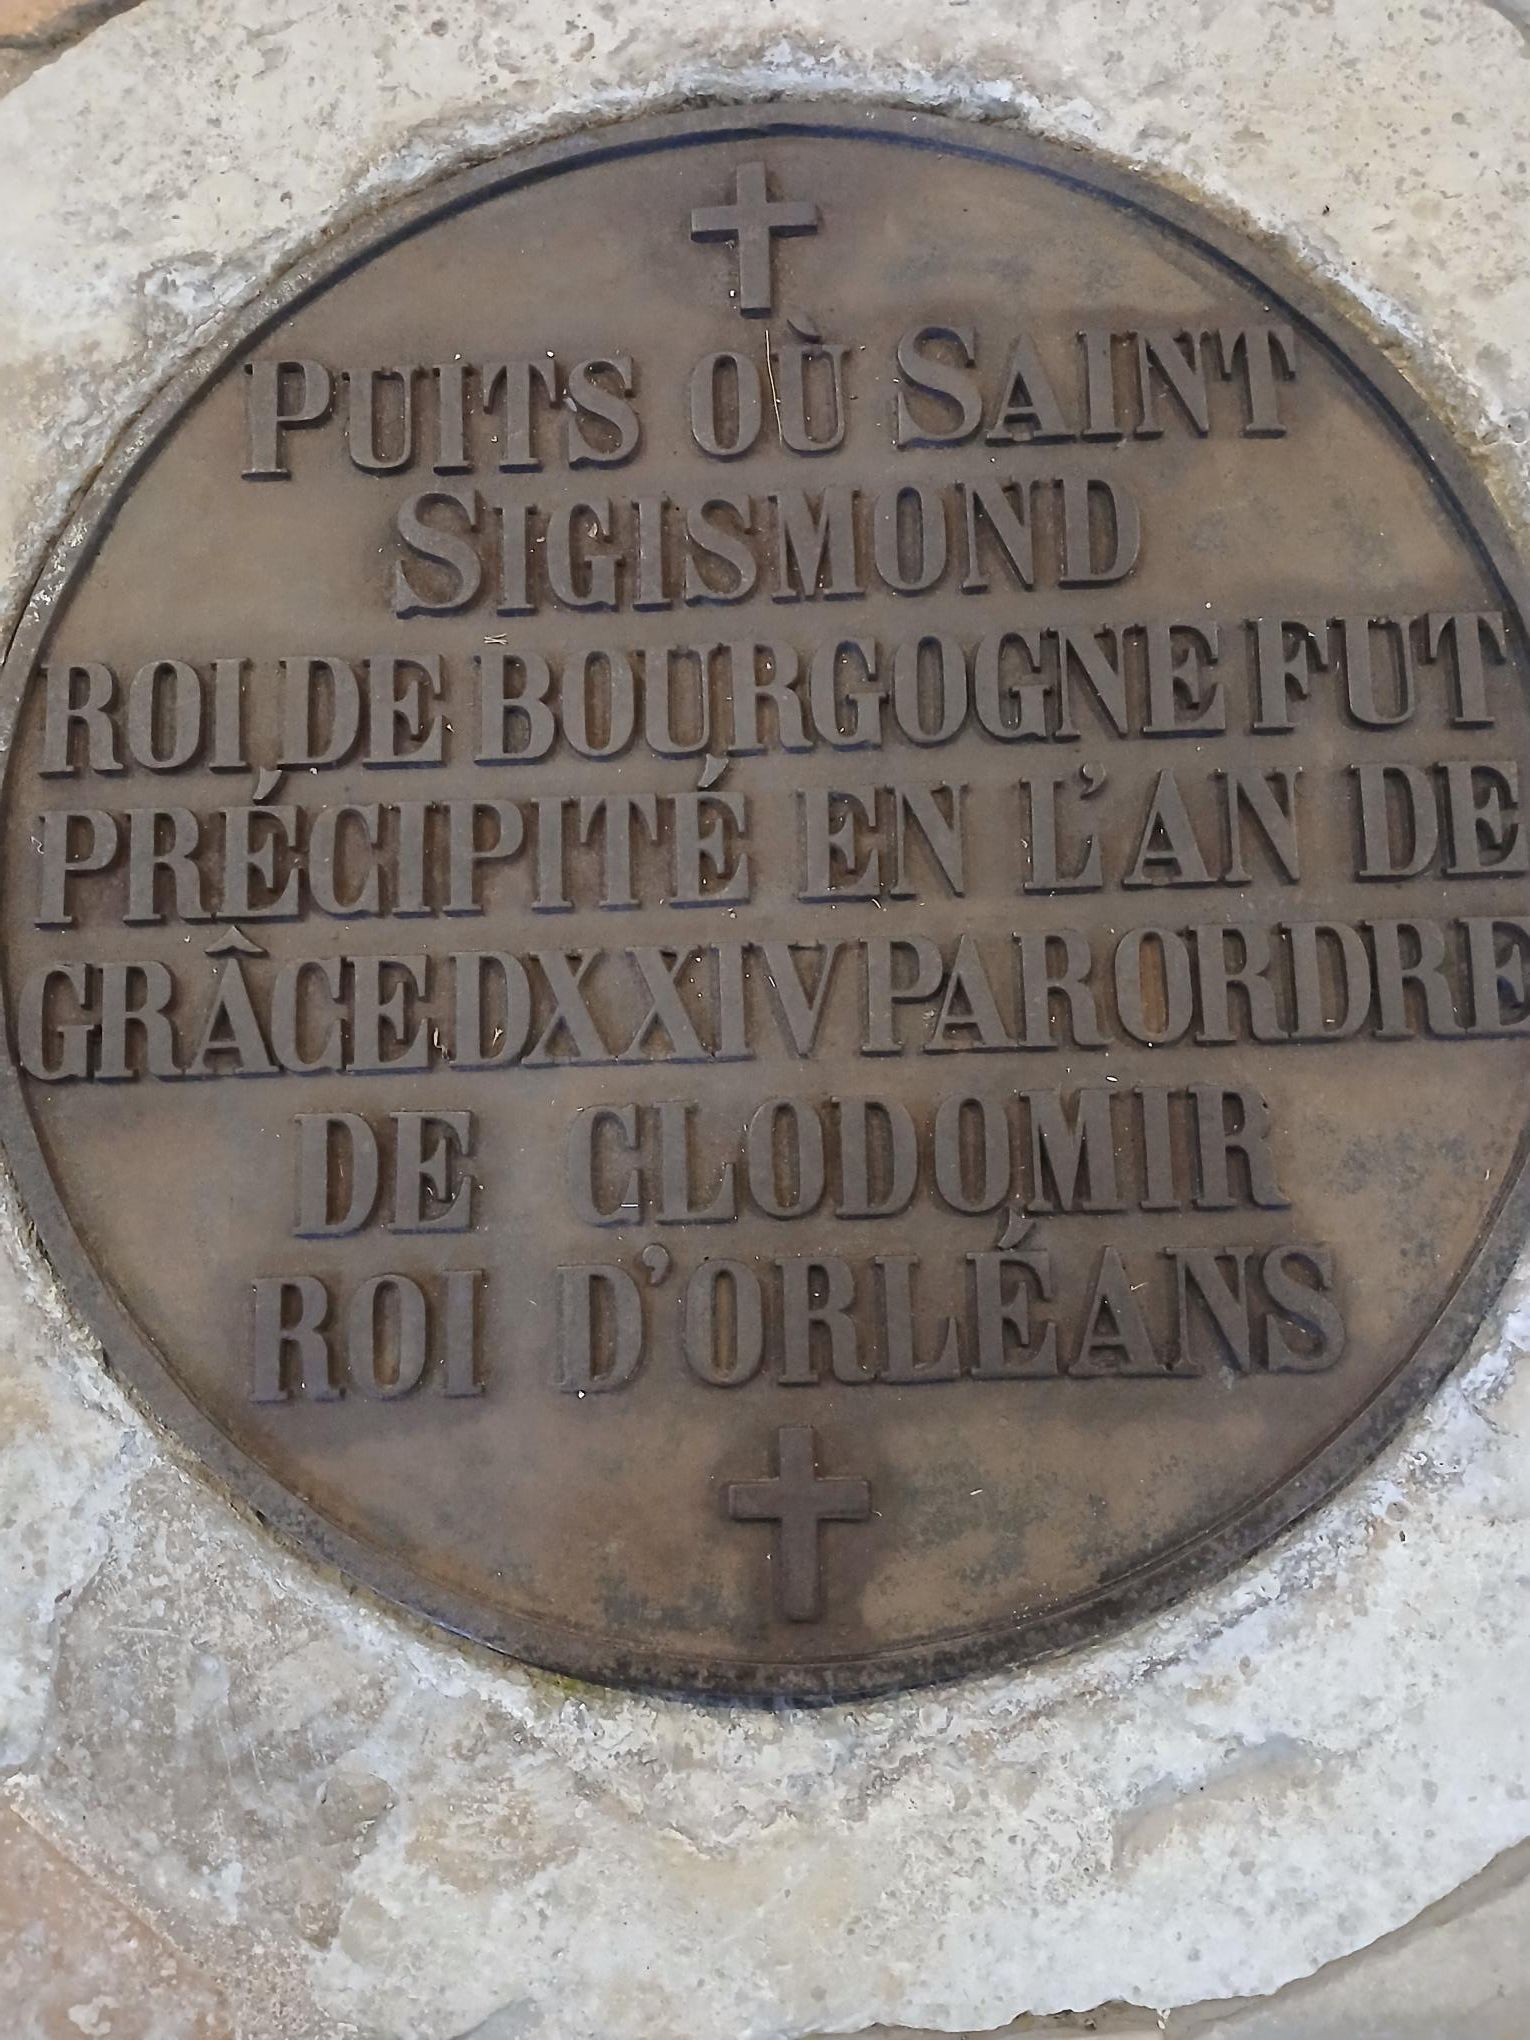 PUITS OÙ SAINT
SIGISMOND
ROI DE BOURGOGNE FUT
PRÉCIPITÉ EN L'AN DE
GRÂCE DXXIV PAR ORDRE
DE CLODOMIR
ROI D'ORLÉANS